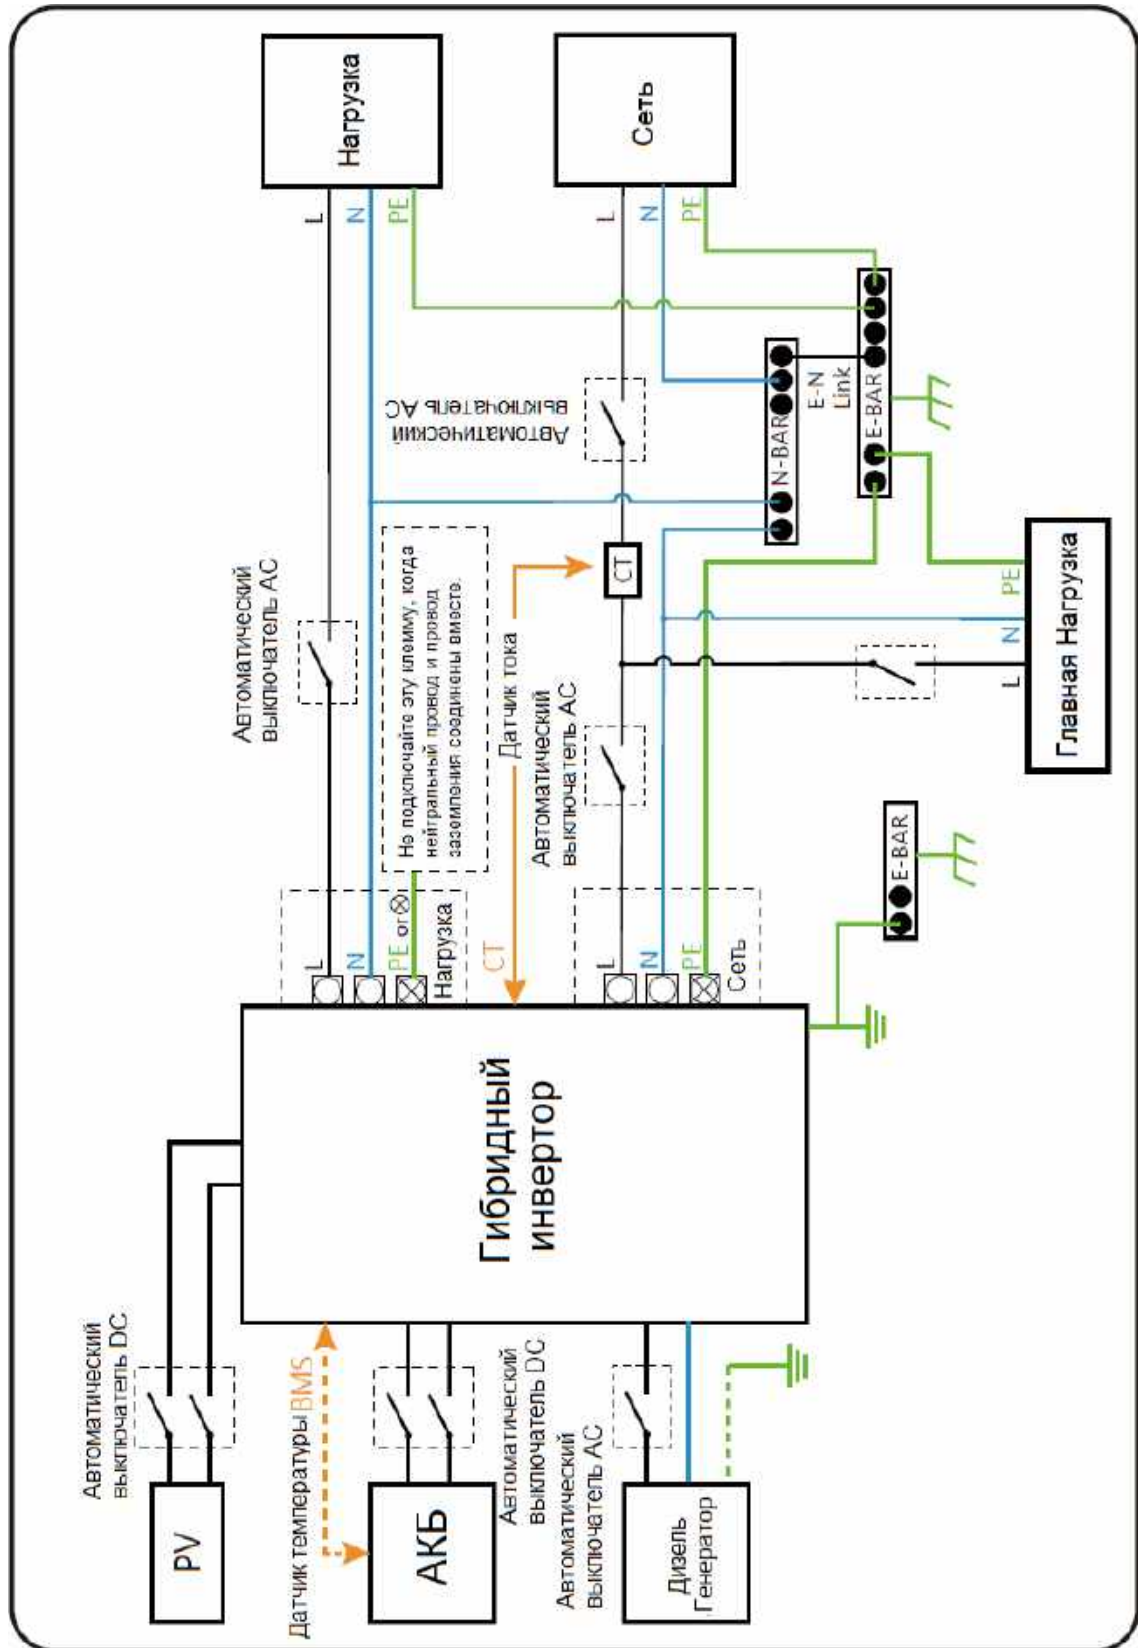 Автоматический
выключатель DC
PV
Датчик температуры BMS
АКБ
Автоматический
выключатель DC
Автоматический
выключатель AC
Дизель
Генератор
Гибридный
инвертор
Автоматический
выключатель AC
L
N
PE or
Нагрузка
Не подключайте эту клемму, когда
нейтральный провод и провод
заземления соединены вместе.
L
N
PE
Нагрузка
CT
Датчик тока
Автоматический
выключатель AC
L
N
PE
Сеть
CT
Автоматический
выключатель AC
L
N
PE
Сеть
N-BAR
E-N
Link
E-BAR
E-BAR
L
N
PE
Главная Нагрузка